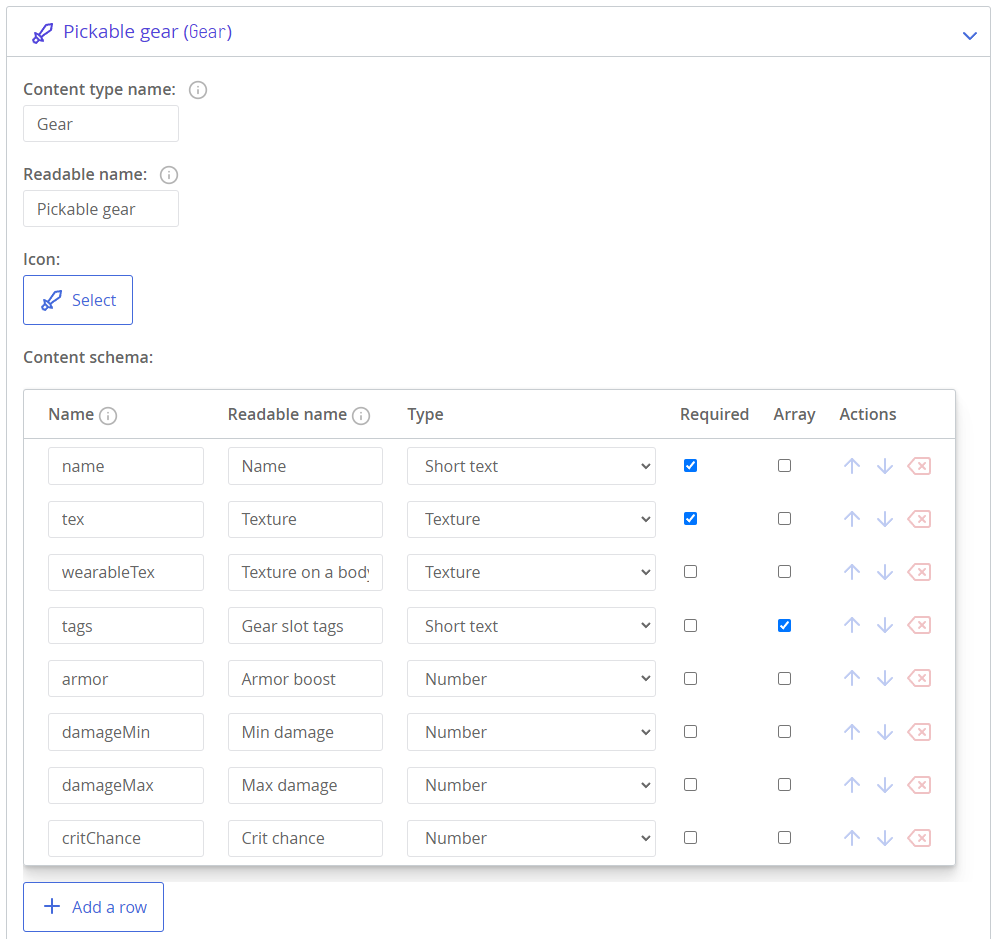 Pickable gear (Gear)
Content type name:
Gear
Readable name:
Pickable gear
Icon:
Select
Content schema:
Name Readable name Type Required Array Actions
name Name Short text
tex Texture Texture
wearableTex Texture on a body Texture
tags Gear slot tags Short text
armor Armor boost Number
damageMin Min damage Number
damageMax Max damage Number
critChance Crit chance Number
Add a row